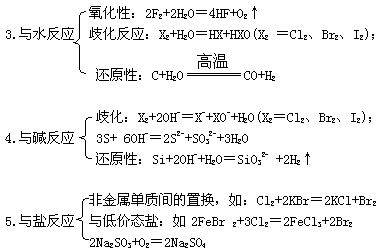 氧化性：2F₂+2H₂O＝4HF+O₂↑
3.与水反应
歧化反应：X₂+H₂O＝HX+HXO(X₂ ＝Cl₂、Br₂、I₂)；
高温
还原性：C+H₂O＝CO+H₂
歧化：X₂+2OH⁻＝X⁻+XO⁻+H₂O(X₂＝Cl₂、Br₂、I₂)；
4.与碱反应
3S+ 6OH⁻＝2S²⁻+SO₃²⁻+3H₂O
还原性：Si+2OH⁻+H₂O＝SiO₃²⁻ +2H₂↑
非金属单质间的置换，如：Cl₂+2KBr＝2KCl+Br₂
5.与盐反应
与低价态盐：如 2FeBr ₂+3Cl₂＝2FeCl₃+2Br₂
2Na₂SO₃+O₂＝2Na₂SO₄